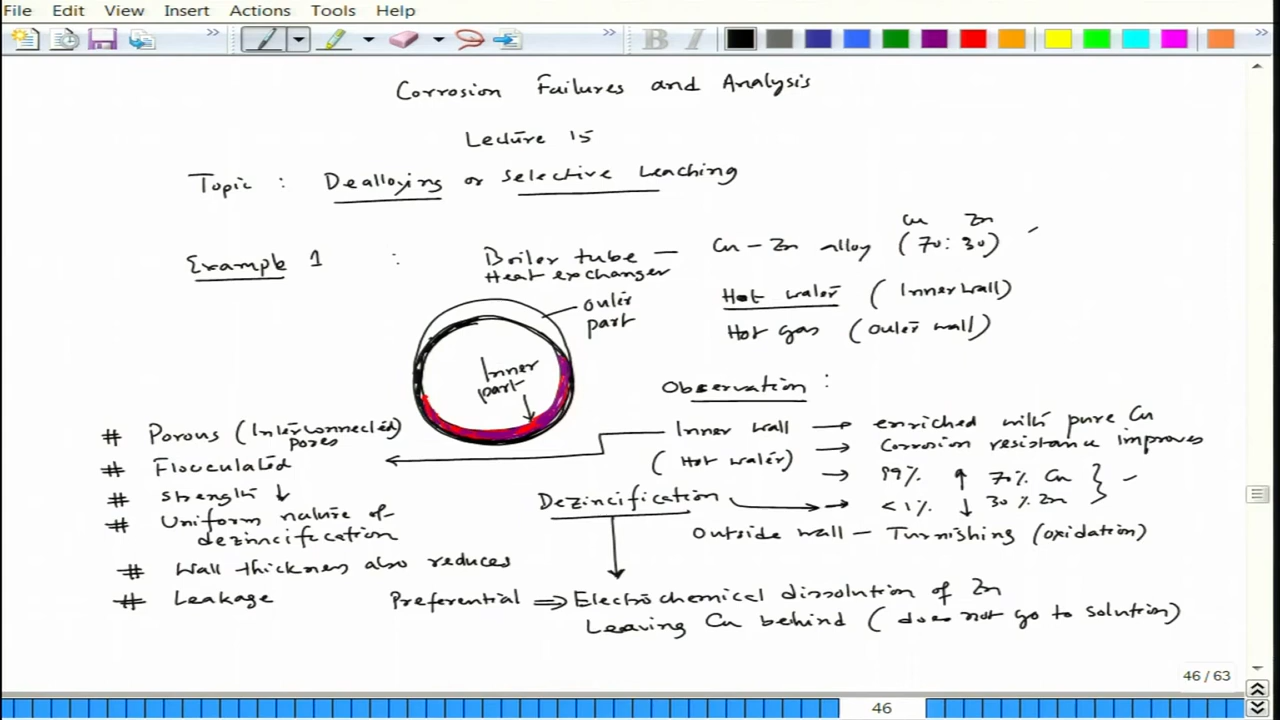 File Edit View Insert Actions Tools Help
Corrosion Failures and Analysis
Lecture 15
Topic : Dealloying or Selective Leaching
Example 1 : Boiler tube — Cu-Zn alloy (70:30)
Cu Zn
Heat exchanger
outer part
Inner part
Hot water (Inner wall)
Hot gas (outer wall)
Observation :
Inner wall → enriched with pure Cu
(Hot water) → Corrosion resistance improves
→ 99% ↑ 70% Cu } -
→ <1% ↓ 30% Zn
Dezincification
Outside wall — Turnishing (oxidation)
# Porous (Interconnected pores)
# Flocculated
# Strength ↓
# Uniform nature of dezincification
# Wall thickness also reduces
# Leakage
Preferential ⇒ Electrochemical dissolution of Zn
Leaving Cu behind (does not go to solution)
46 / 63
46